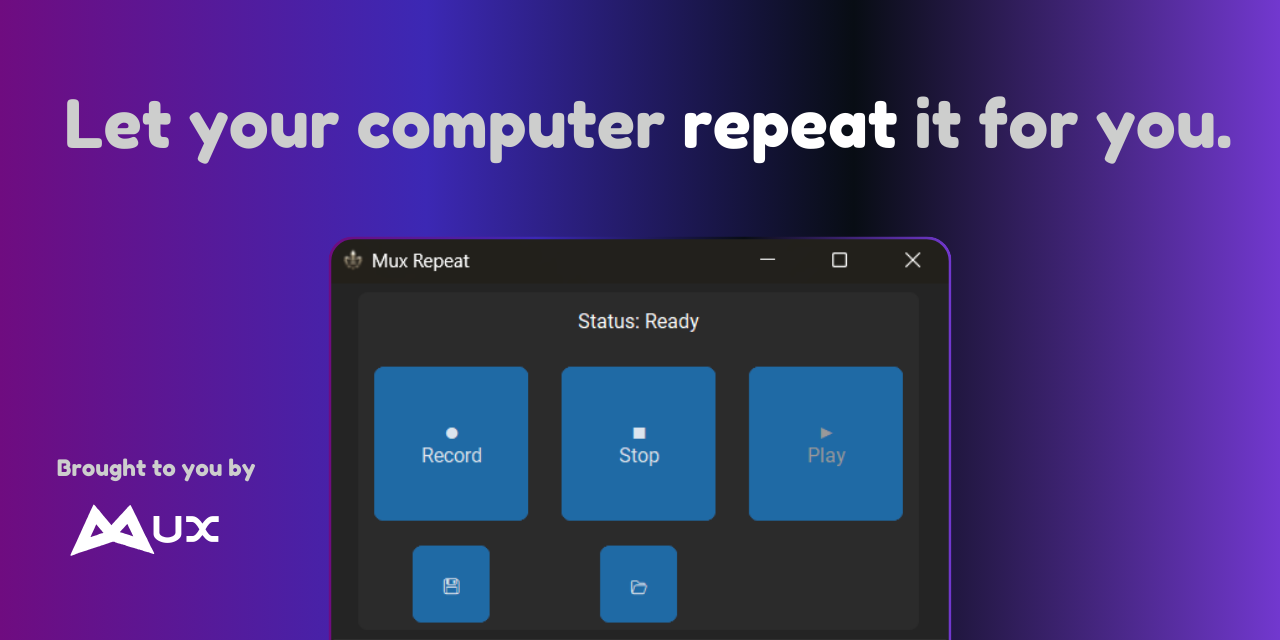 Let your computer repeat it for you.
Mux Repeat
Status: Ready
Record
Stop
Play
Brought to you by
MUX